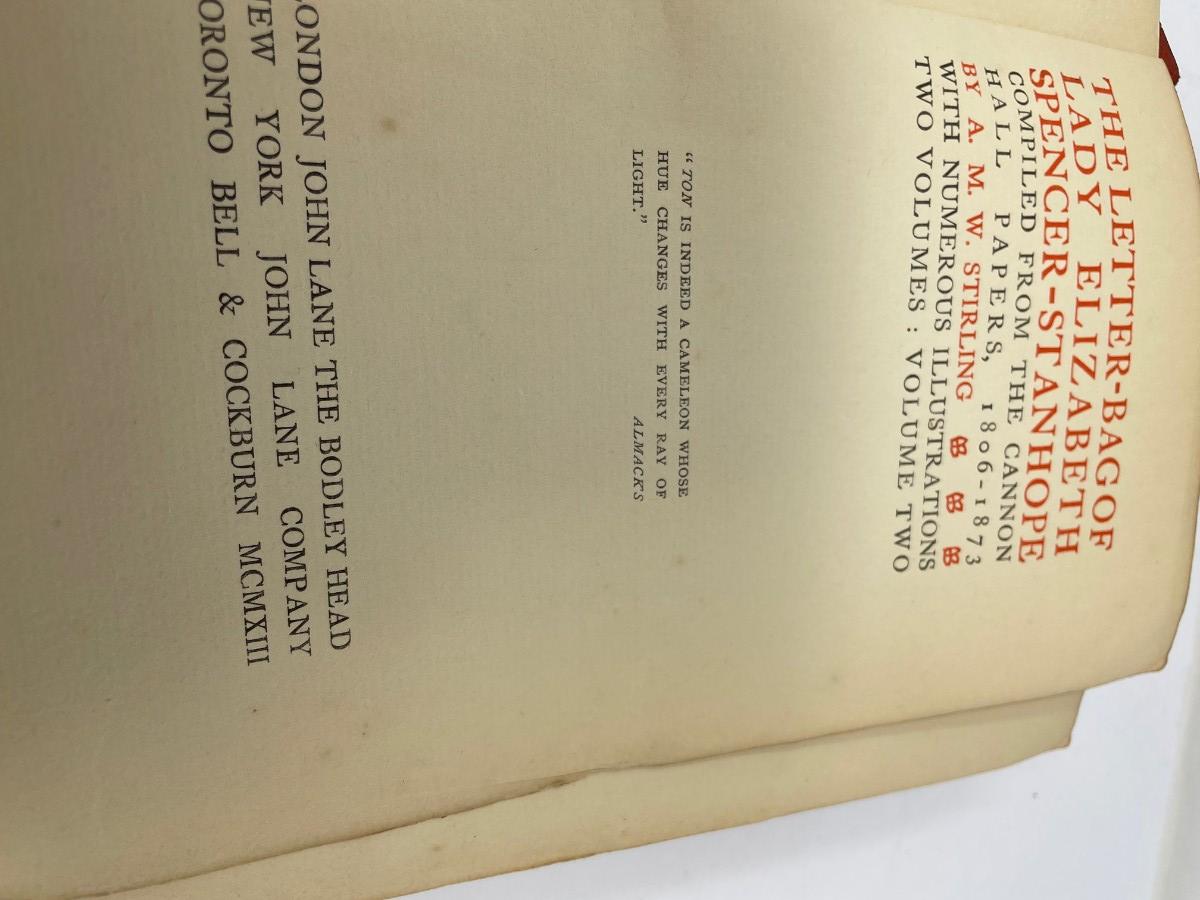 THE LETTER-BAG OF
LADY ELIZABETH
SPENCER-STANHOPE
COMPILED FROM THE CANNON
HALL PAPERS, 1806-1873
BY A. M. W. STIRLING
WITH NUMEROUS ILLUSTRATIONS
TWO VOLUMES : VOLUME TWO
“TON IS INDEED A CAMELEON WHOSE
HUE CHANGES WITH EVERY RAY OF
LIGHT.” ALMACK'S
LONDON JOHN LANE THE BODLEY HEAD
NEW YORK JOHN LANE COMPANY
TORONTO BELL & COCKBURN MCMXIII